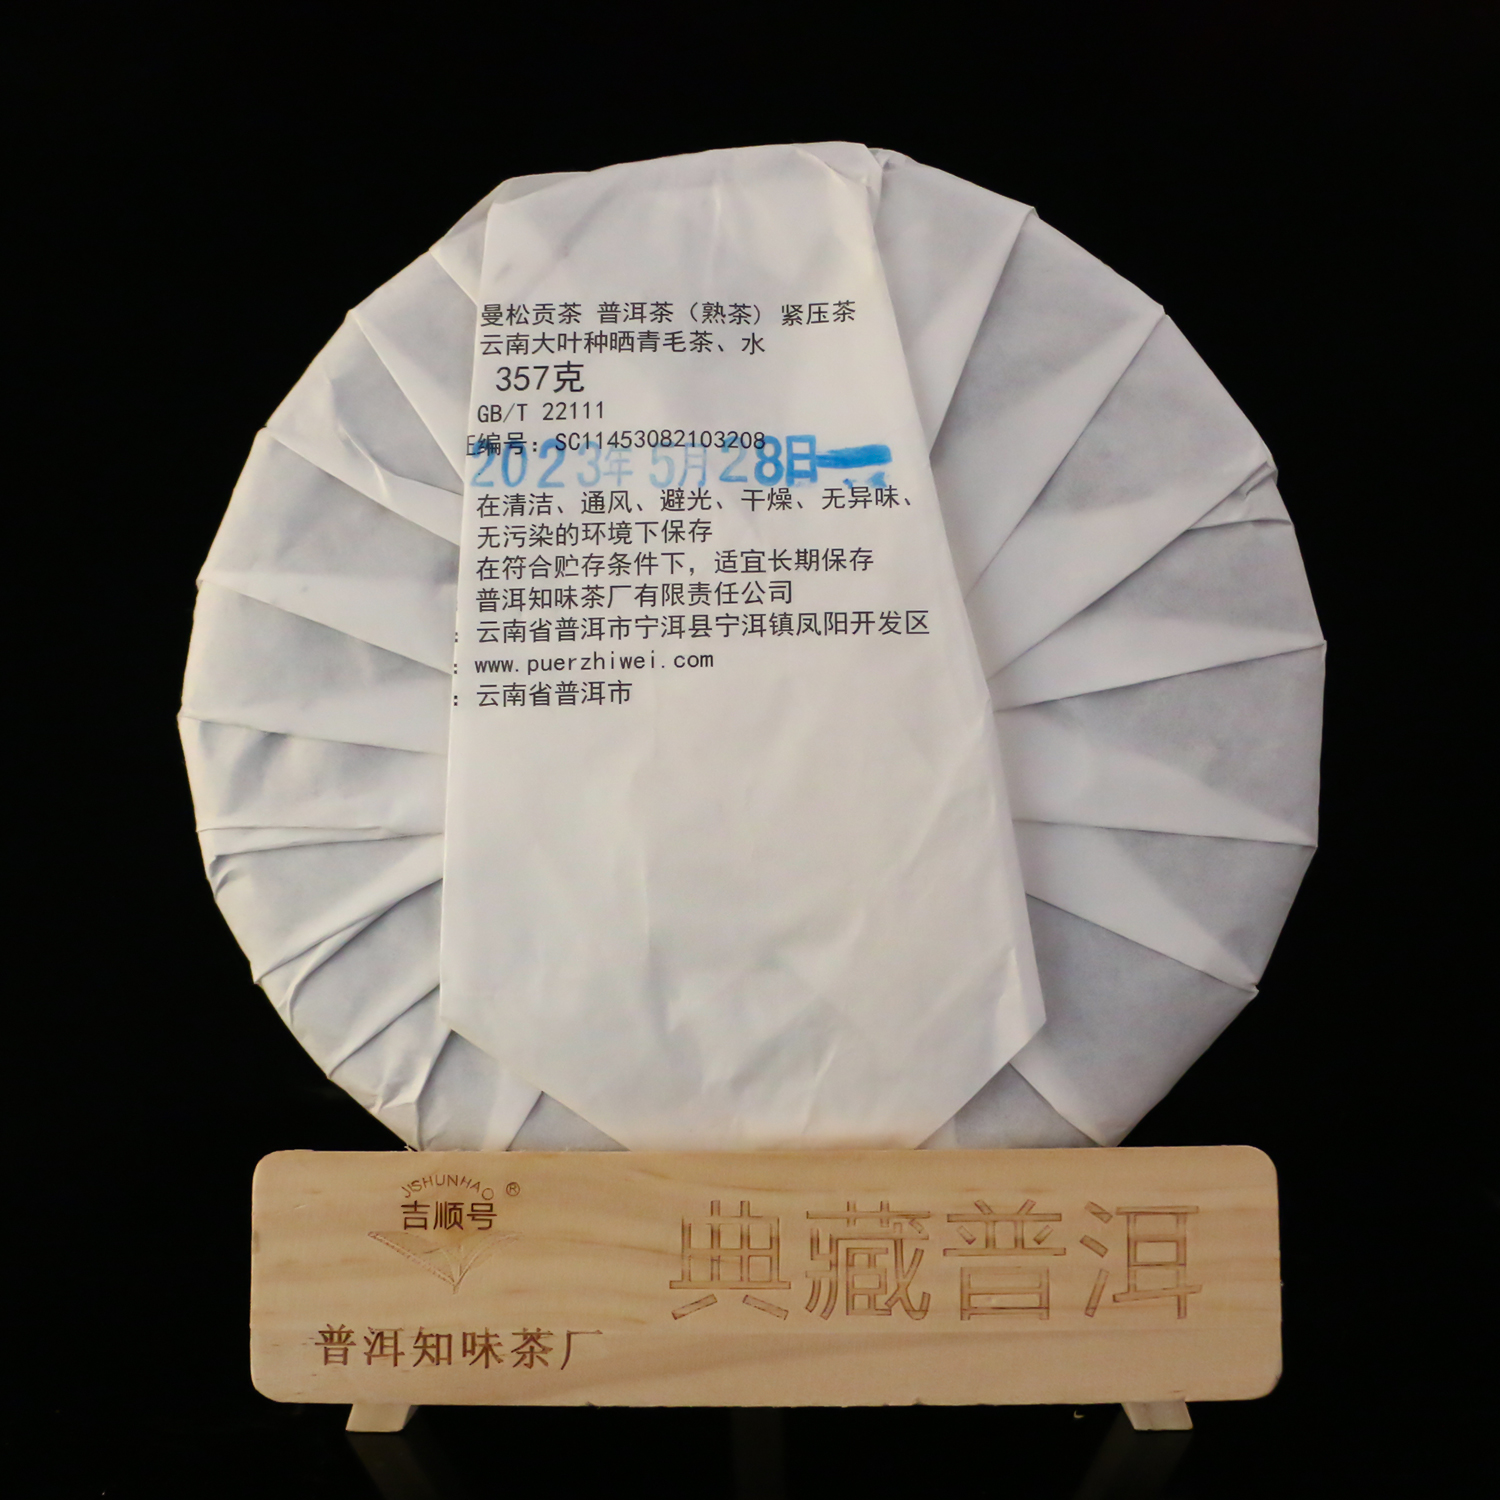 曼松贡茶 普洱茶（熟茶）紧压茶
云南大叶种晒青毛茶、水
357克
GB/T 22111
证编号：SC11453082103208
2023年5月28日
在清洁、通风、避光、干燥、无异味、
无污染的环境下保存
在符合贮存条件下，适宜长期保存
普洱知味茶厂有限责任公司
：云南省普洱市宁洱县宁洱镇凤阳开发区
：www.puerzhiwei.com
：云南省普洱市
JISHUNHAO ®
吉顺号
普洱知味茶厂
典藏普洱